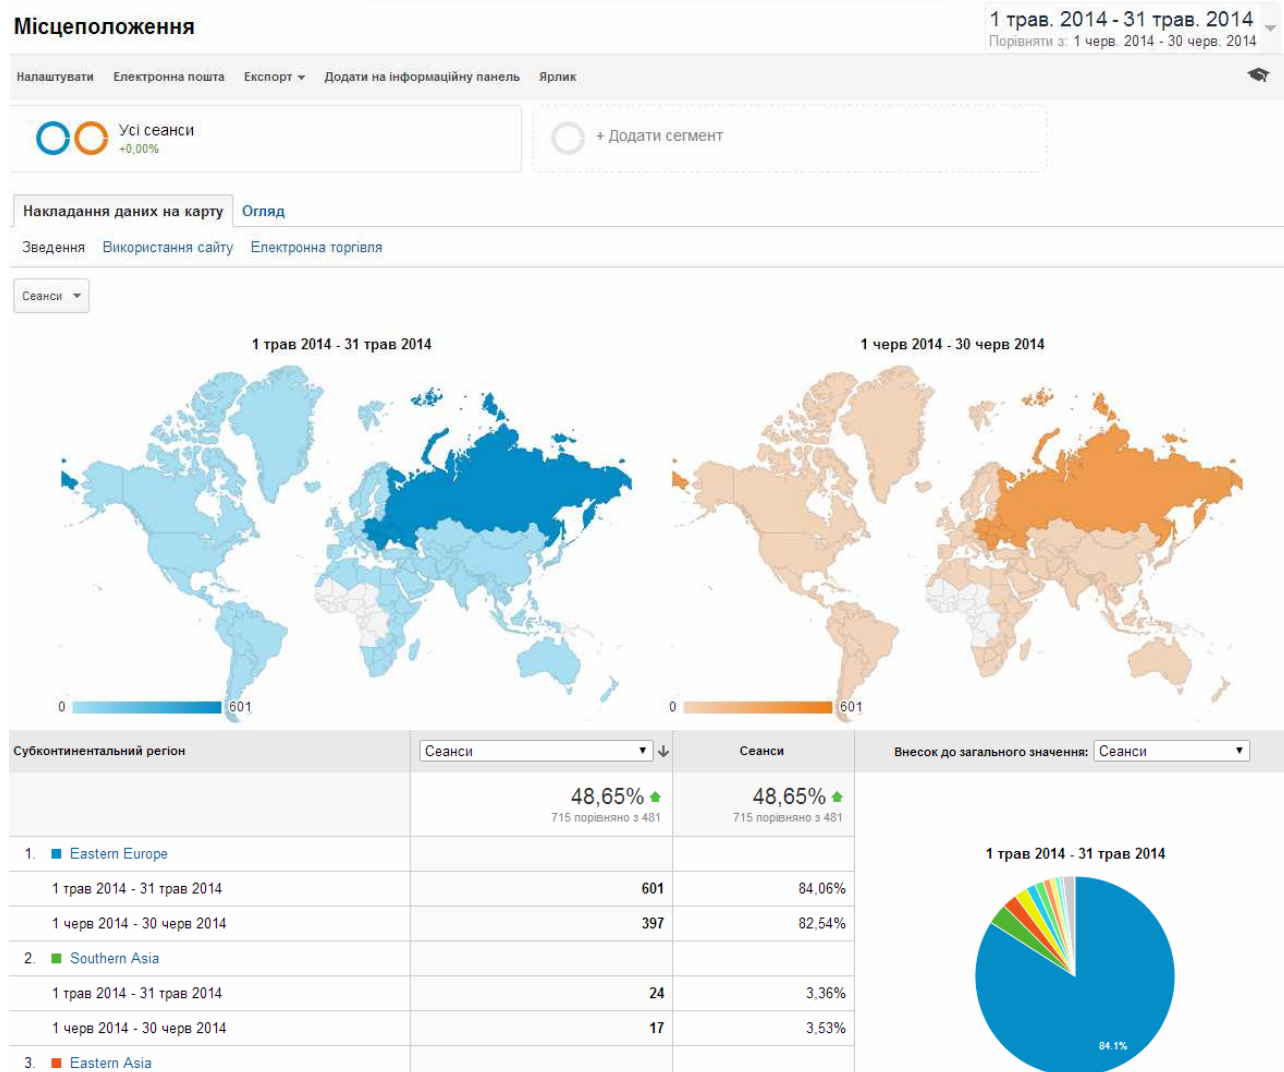 Місцеположення
1 трав. 2014 - 31 трав. 2014
Порівняти з: 1 черв. 2014 - 30 черв. 2014
Налаштувати Електронна пошта Експорт Додати на інформаційну панель Ярлик
Усі сеанси
+0,00%
+ Додати сегмент
Накладання даних на карту Огляд
Зведення Використання сайту Електронна торгівля
Сеанси
1 трав 2014 - 31 трав 2014
1 черв 2014 - 30 черв 2014
0 601
0 601
Субконтинентальний регіон Сеанси Сеанси Внесок до загального значення: Сеанси
48,65% 48,65%
715 порівняно з 481 715 порівняно з 481
1. Eastern Europe
1 трав 2014 - 31 трав 2014
1 трав 2014 - 31 трав 2014 601 84,06%
1 черв 2014 - 30 черв 2014 397 82,54%
2. Southern Asia
1 трав 2014 - 31 трав 2014 24 3,36%
1 черв 2014 - 30 черв 2014 17 3,53%
84.1%
3. Eastern Asia